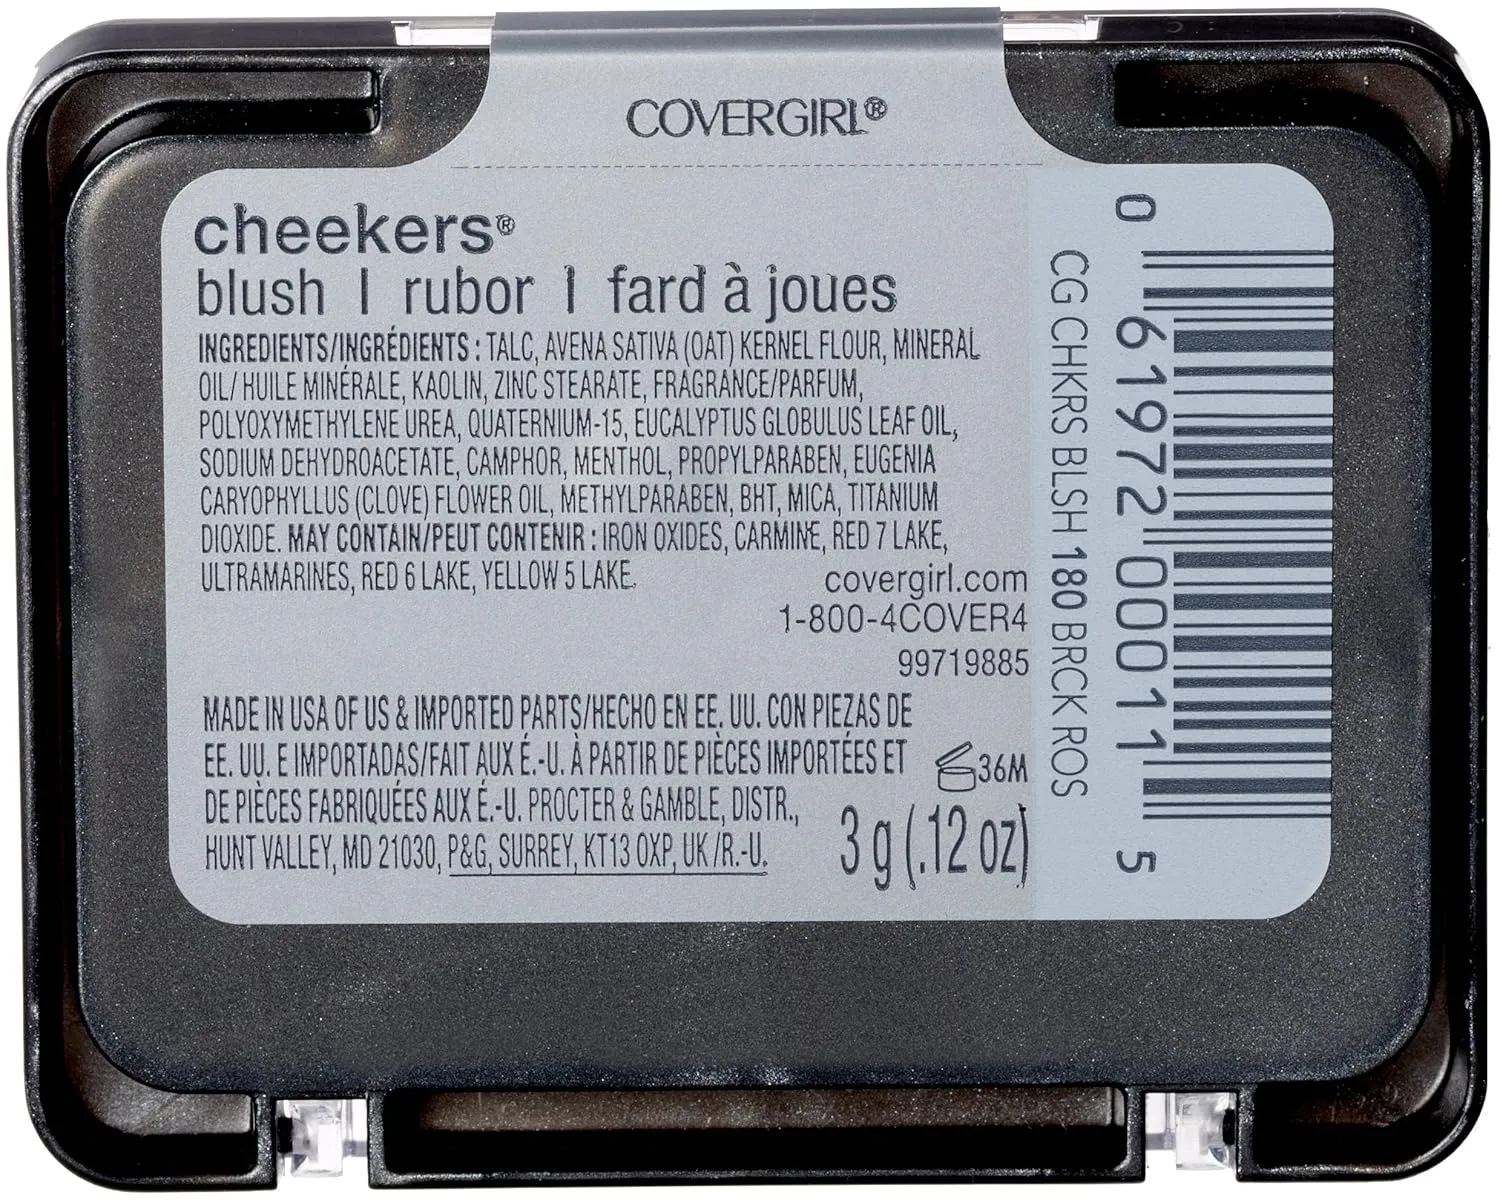 COVERGIRL®
cheekers®
blush | rubor | fard à joues
INGREDIENTS/INGRÉDIENTS : TALC, AVENA SATIVA (OAT) KERNEL FLOUR, MINERAL
OIL/ HUILE MINÉRALE, KAOLIN, ZINC STEARATE, FRAGRANCE/PARFUM,
POLYOXYMETHYLENE UREA, QUATERNIUM-15, EUCALYPTUS GLOBULUS LEAF OIL,
SODIUM DEHYDROACETATE, CAMPHOR, MENTHOL, PROPYLPARABEN, EUGENIA
CARYOPHYLLUS (CLOVE) FLOWER OIL, METHYLPARABEN, BHT, MICA, TITANIUM
DIOXIDE. MAY CONTAIN/PEUT CONTENIR : IRON OXIDES, CARMINE, RED 7 LAKE,
ULTRAMARINES, RED 6 LAKE, YELLOW 5 LAKE.
covergirl.com
1-800-4COVER4
99719885
MADE IN USA OF US & IMPORTED PARTS/HECHO EN EE. UU. CON PIEZAS DE
EE. UU. E IMPORTADAS/FAIT AUX É.-U. À PARTIR DE PIÈCES IMPORTÉES ET
DE PIÈCES FABRIQUÉES AUX É.-U. PROCTER & GAMBLE, DISTR.,
HUNT VALLEY, MD 21030, P&G, SURREY, KT13 0XP, UK /R.-U.
36M
3 g (.12 oz)
CG CHKRS BLSH 180 BRCK ROS
0 61972 00011 5